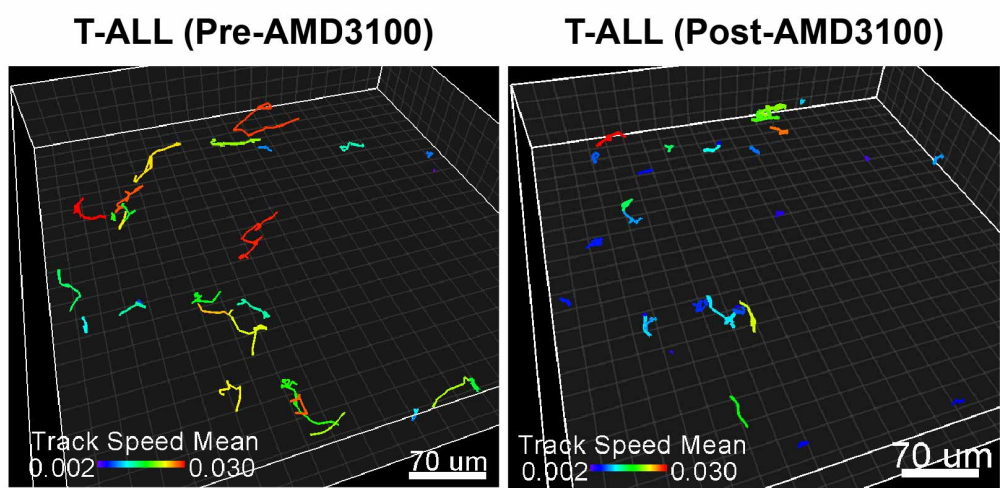 T-ALL (Pre-AMD3100)
T-ALL (Post-AMD3100)
Track Speed Mean
0.002 0.030
70 um
Track Speed Mean
0.002 0.030
70 um